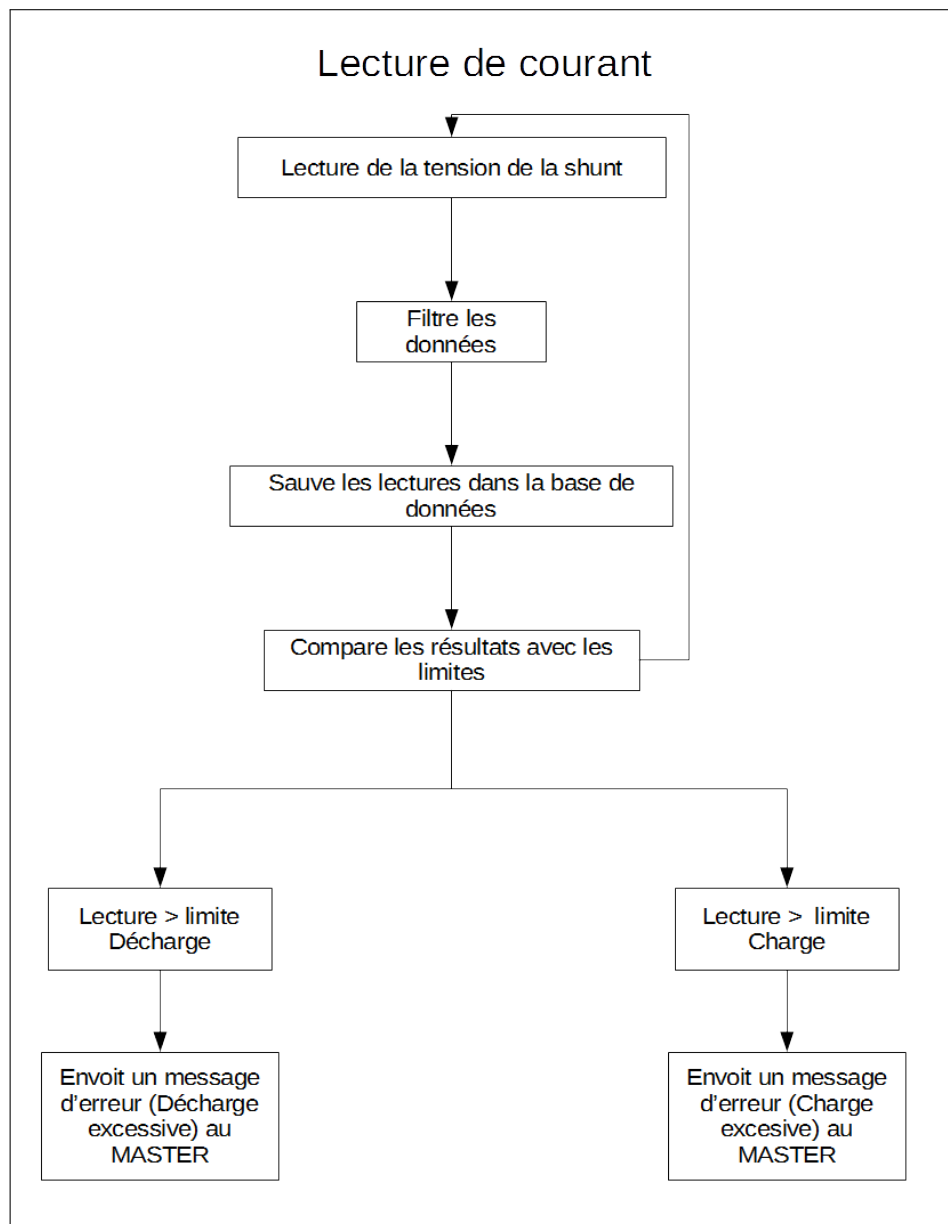 Lecture de courant
Lecture de la tension de la shunt
Filtre les
données
Sauve les lectures dans la base de
données
Compare les résultats avec les
limites
Lecture > limite
Décharge
Lecture >  limite
Charge
Envoit un message
d'erreur (Décharge
excessive) au
MASTER
Envoit un message
d'erreur (Charge
excesive) au
MASTER